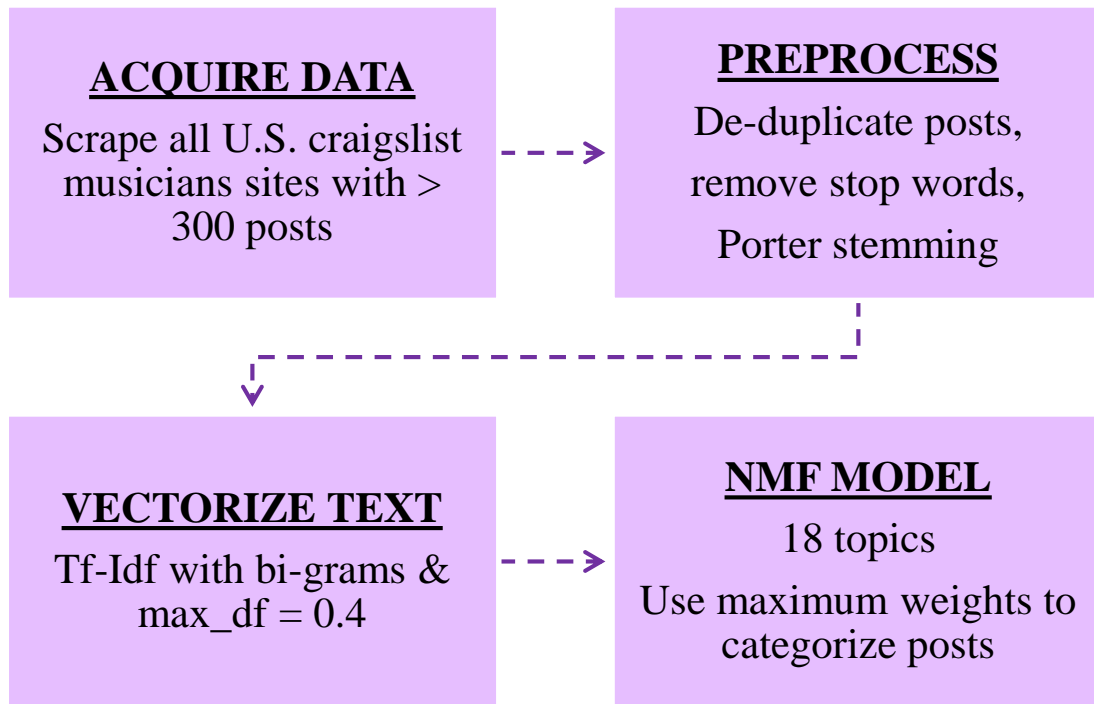 ACQUIRE DATA
Scrape all U.S. craigslist
musicians sites with >
300 posts
PREPROCESS
De-duplicate posts,
remove stop words,
Porter stemming
VECTORIZE TEXT
Tf-Idf with bi-grams &
max_df = 0.4
NMF MODEL
18 topics
Use maximum weights to
categorize posts